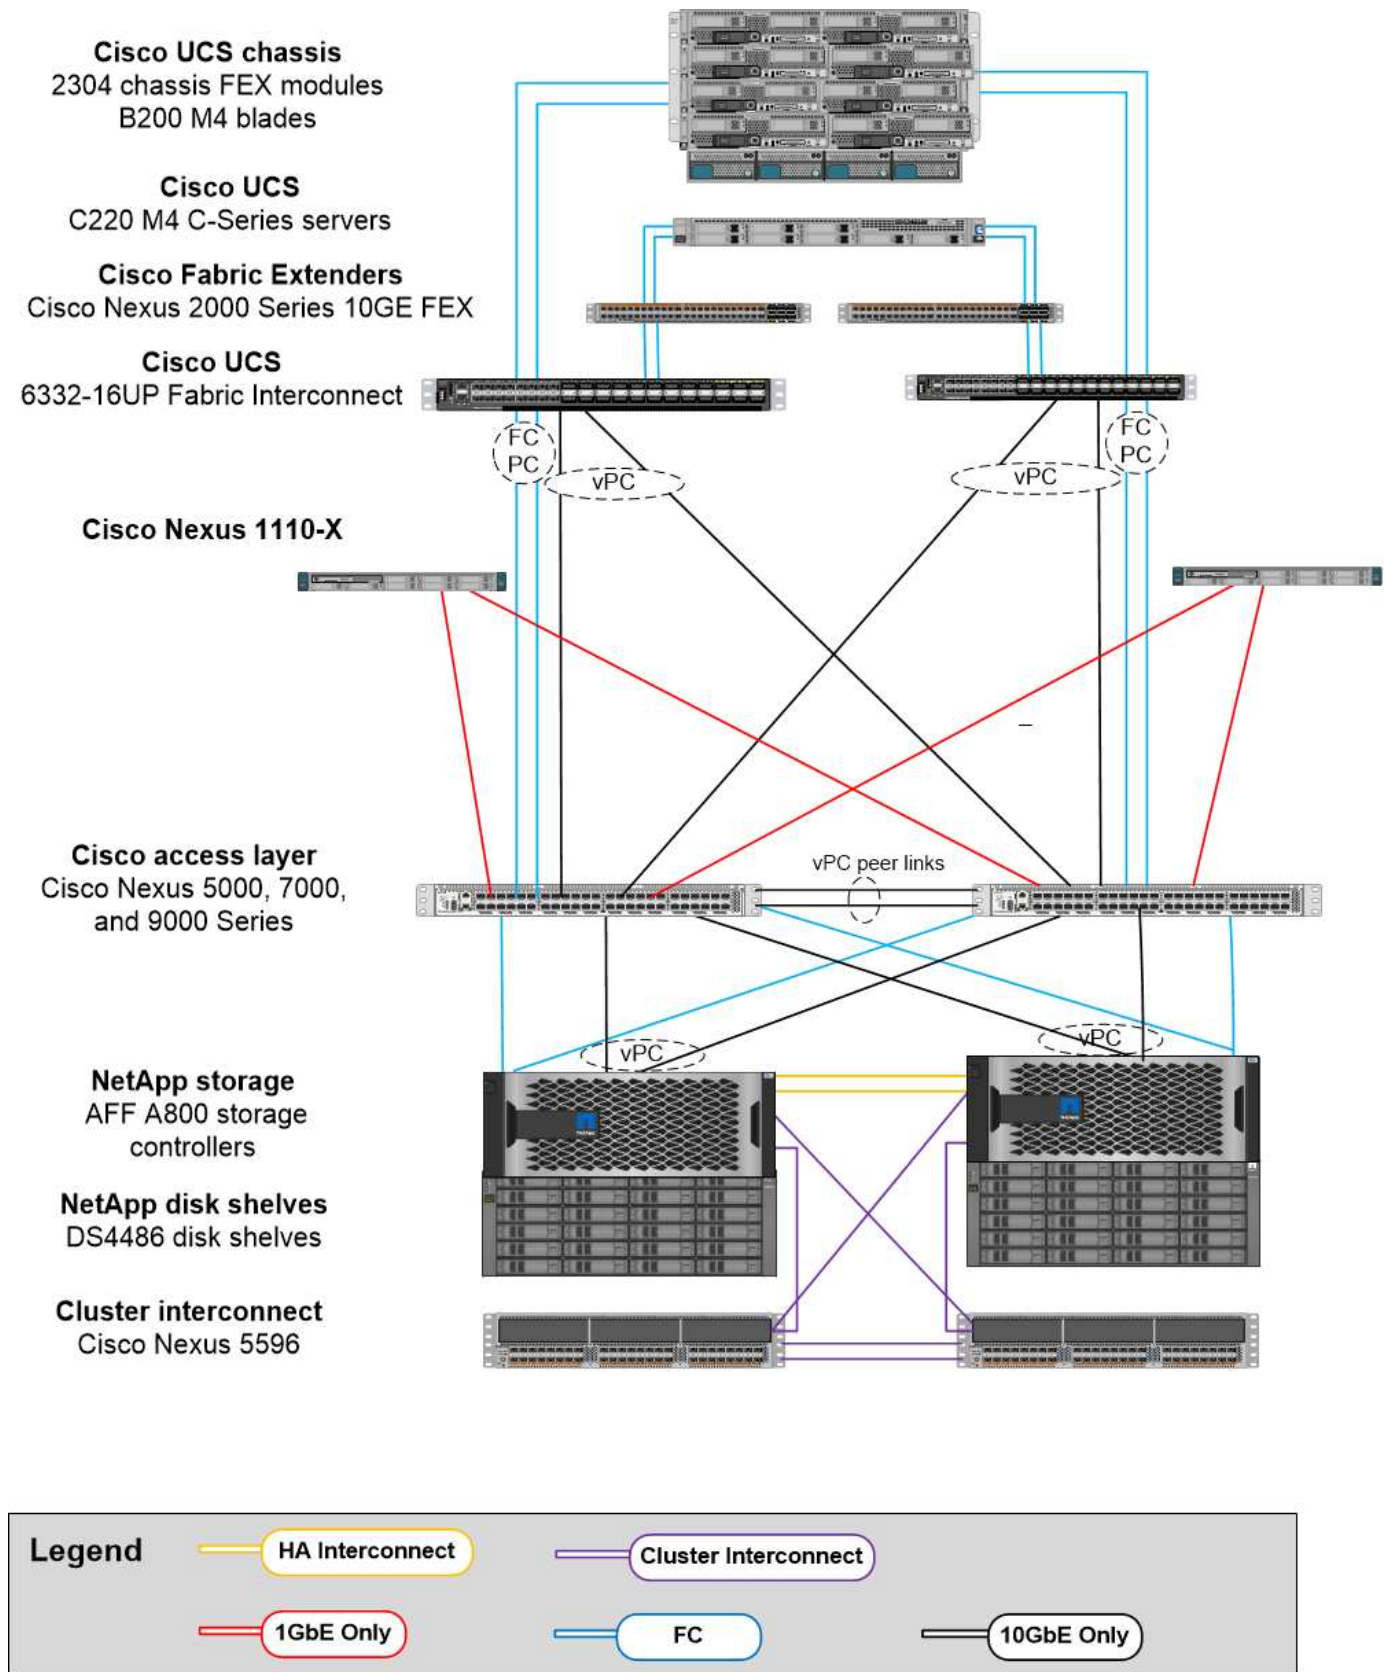 Cisco UCS chassis
2304 chassis FEX modules
B200 M4 blades
Cisco UCS
C220 M4 C-Series servers
Cisco Fabric Extenders
Cisco Nexus 2000 Series 10GE FEX
Cisco UCS
6332-16UP Fabric Interconnect
FC
PC
vPC
vPC
FC
PC
Cisco Nexus 1110-X
Cisco access layer
Cisco Nexus 5000, 7000,
and 9000 Series
vPC peer links
vPC
vPC
NetApp storage
AFF A800 storage
controllers
NetApp disk shelves
DS4486 disk shelves
Cluster interconnect
Cisco Nexus 5596
Legend
HA Interconnect
Cluster Interconnect
1GbE Only
FC
10GbE Only